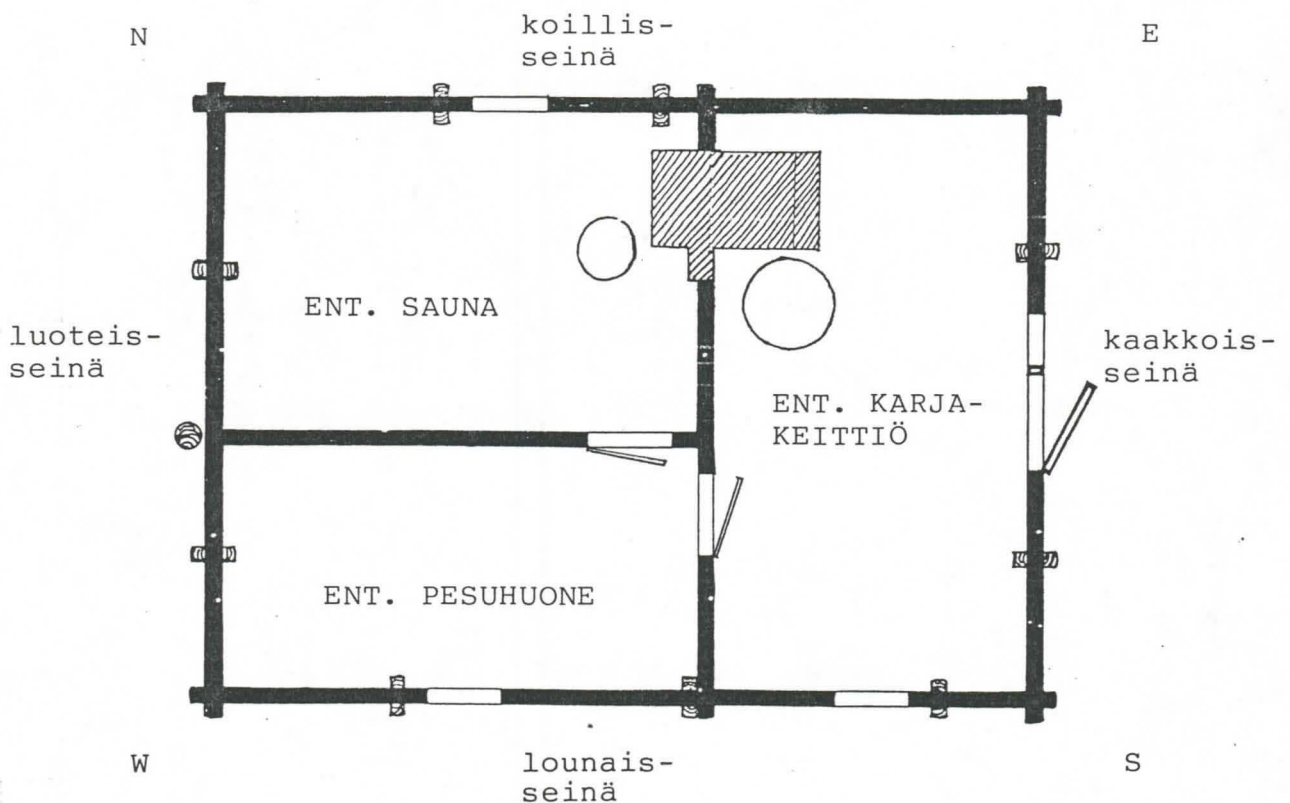 N
koillis-
seinä
E
ENT. SAUNA
luoteis-
seinä
kaakkois-
seinä
ENT. KARJA-
KEITTIÖ
ENT. PESUHUONE
W
lounais-
seinä
S